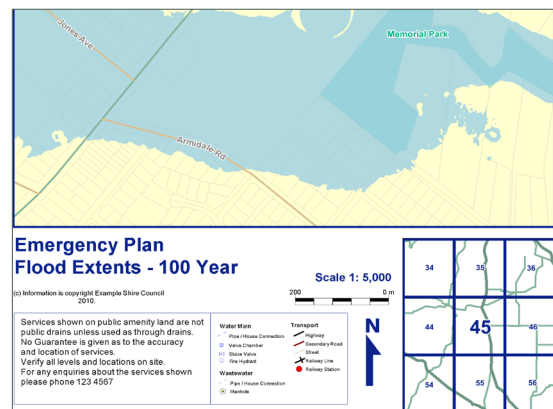 Jones Ave
Memorial Park
Armidale Rd
Emergency Plan
Flood Extents - 100 Year
(c) Information is copyright Example Shire Council
2010.
Scale 1: 5,000
200 0 m
Services shown on public amenity land are not
public drains unless used as through drains.
No Guarantee is given as to the accuracy
and location of services.
Verify all levels and locations on site.
For any enquiries about the services shown
please phone 123 4567
Water Main
Pipe / House Connection
Valve Chamber
Sluice Valve
Fire Hydrant
Wastewater
Pipe / House Connection
Manhole
Transport
Highway
Secondary Road
Street
Railway Line
Railway Station
N
34 35 36
44 45 46
54 55 56